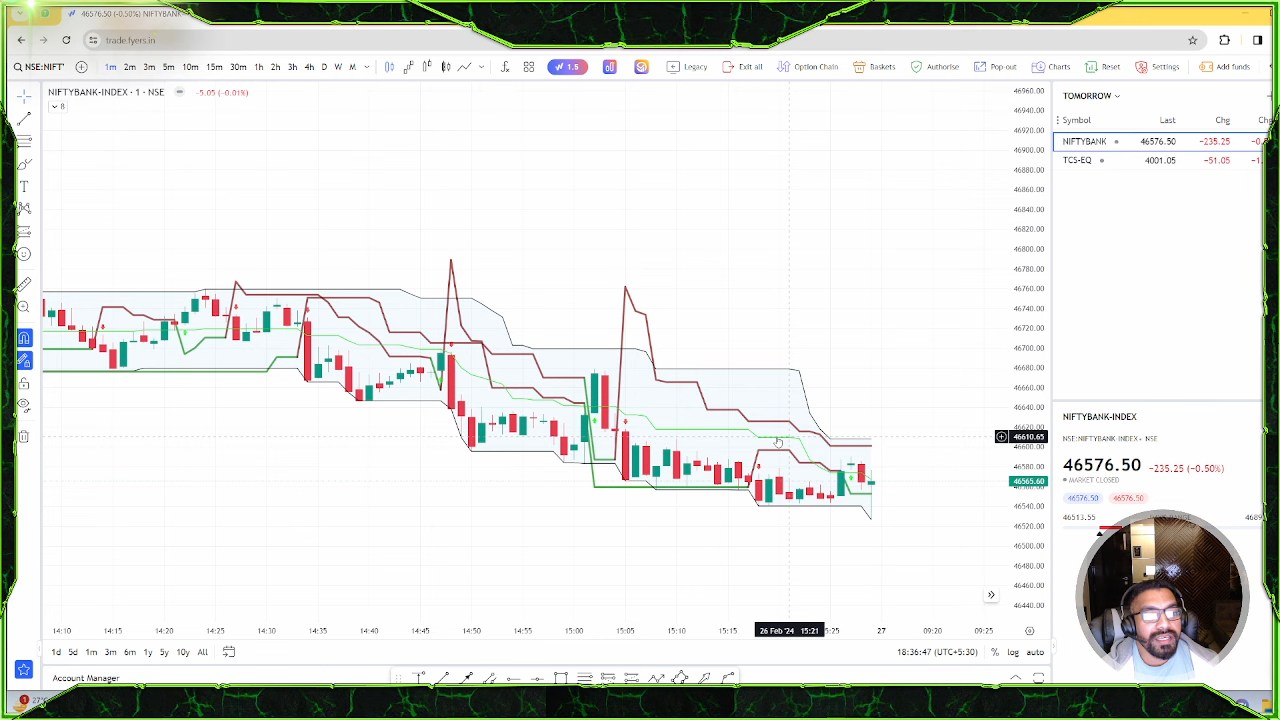 46576.50 (-0.50%) NIFTYBANK
trade.fyers.in
NSE:NIFT' 1m 2m 3m 5m 10m 15m 30m 1h 2h 3h 4h D W M 1.5 Legacy Exit all Option Chain Baskets Authorise Pop out Charts Reset Settings Add funds
NIFTYBANK-INDEX · 1 · NSE -5.05 (-0.01%)
8
46960.00
46940.00
46920.00
46900.00
46880.00
46860.00
46840.00
46820.00
46800.00
46780.00
46760.00
46740.00
46720.00
46700.00
46680.00
46660.00
46640.00
46620.00
46610.65
46600.00
46580.00
46565.60
46540.00
46520.00
46500.00
46480.00
46460.00
46440.00
14:10 14:15 14:20 14:25 14:30 14:35 14:40 14:45 14:50 14:55 15:00 15:05 15:10 15:15 26 Feb '24 15:21 15:25 27 09:20 09:25
1d 5d 1m 3m 6m 1y 5y 10y All 18:36:47 (UTC+5:30) % log auto
Account Manager
TOMORROW
Symbol Last Chg
NIFTYBANK 46576.50 -235.25
TCS-EQ 4001.05 -51.05
NIFTYBANK-INDEX
NSE:NIFTYBANK-INDEX • NSE
46576.50 -235.25 (-0.50%)
MARKET CLOSED
46576.50 46576.50
46513.55